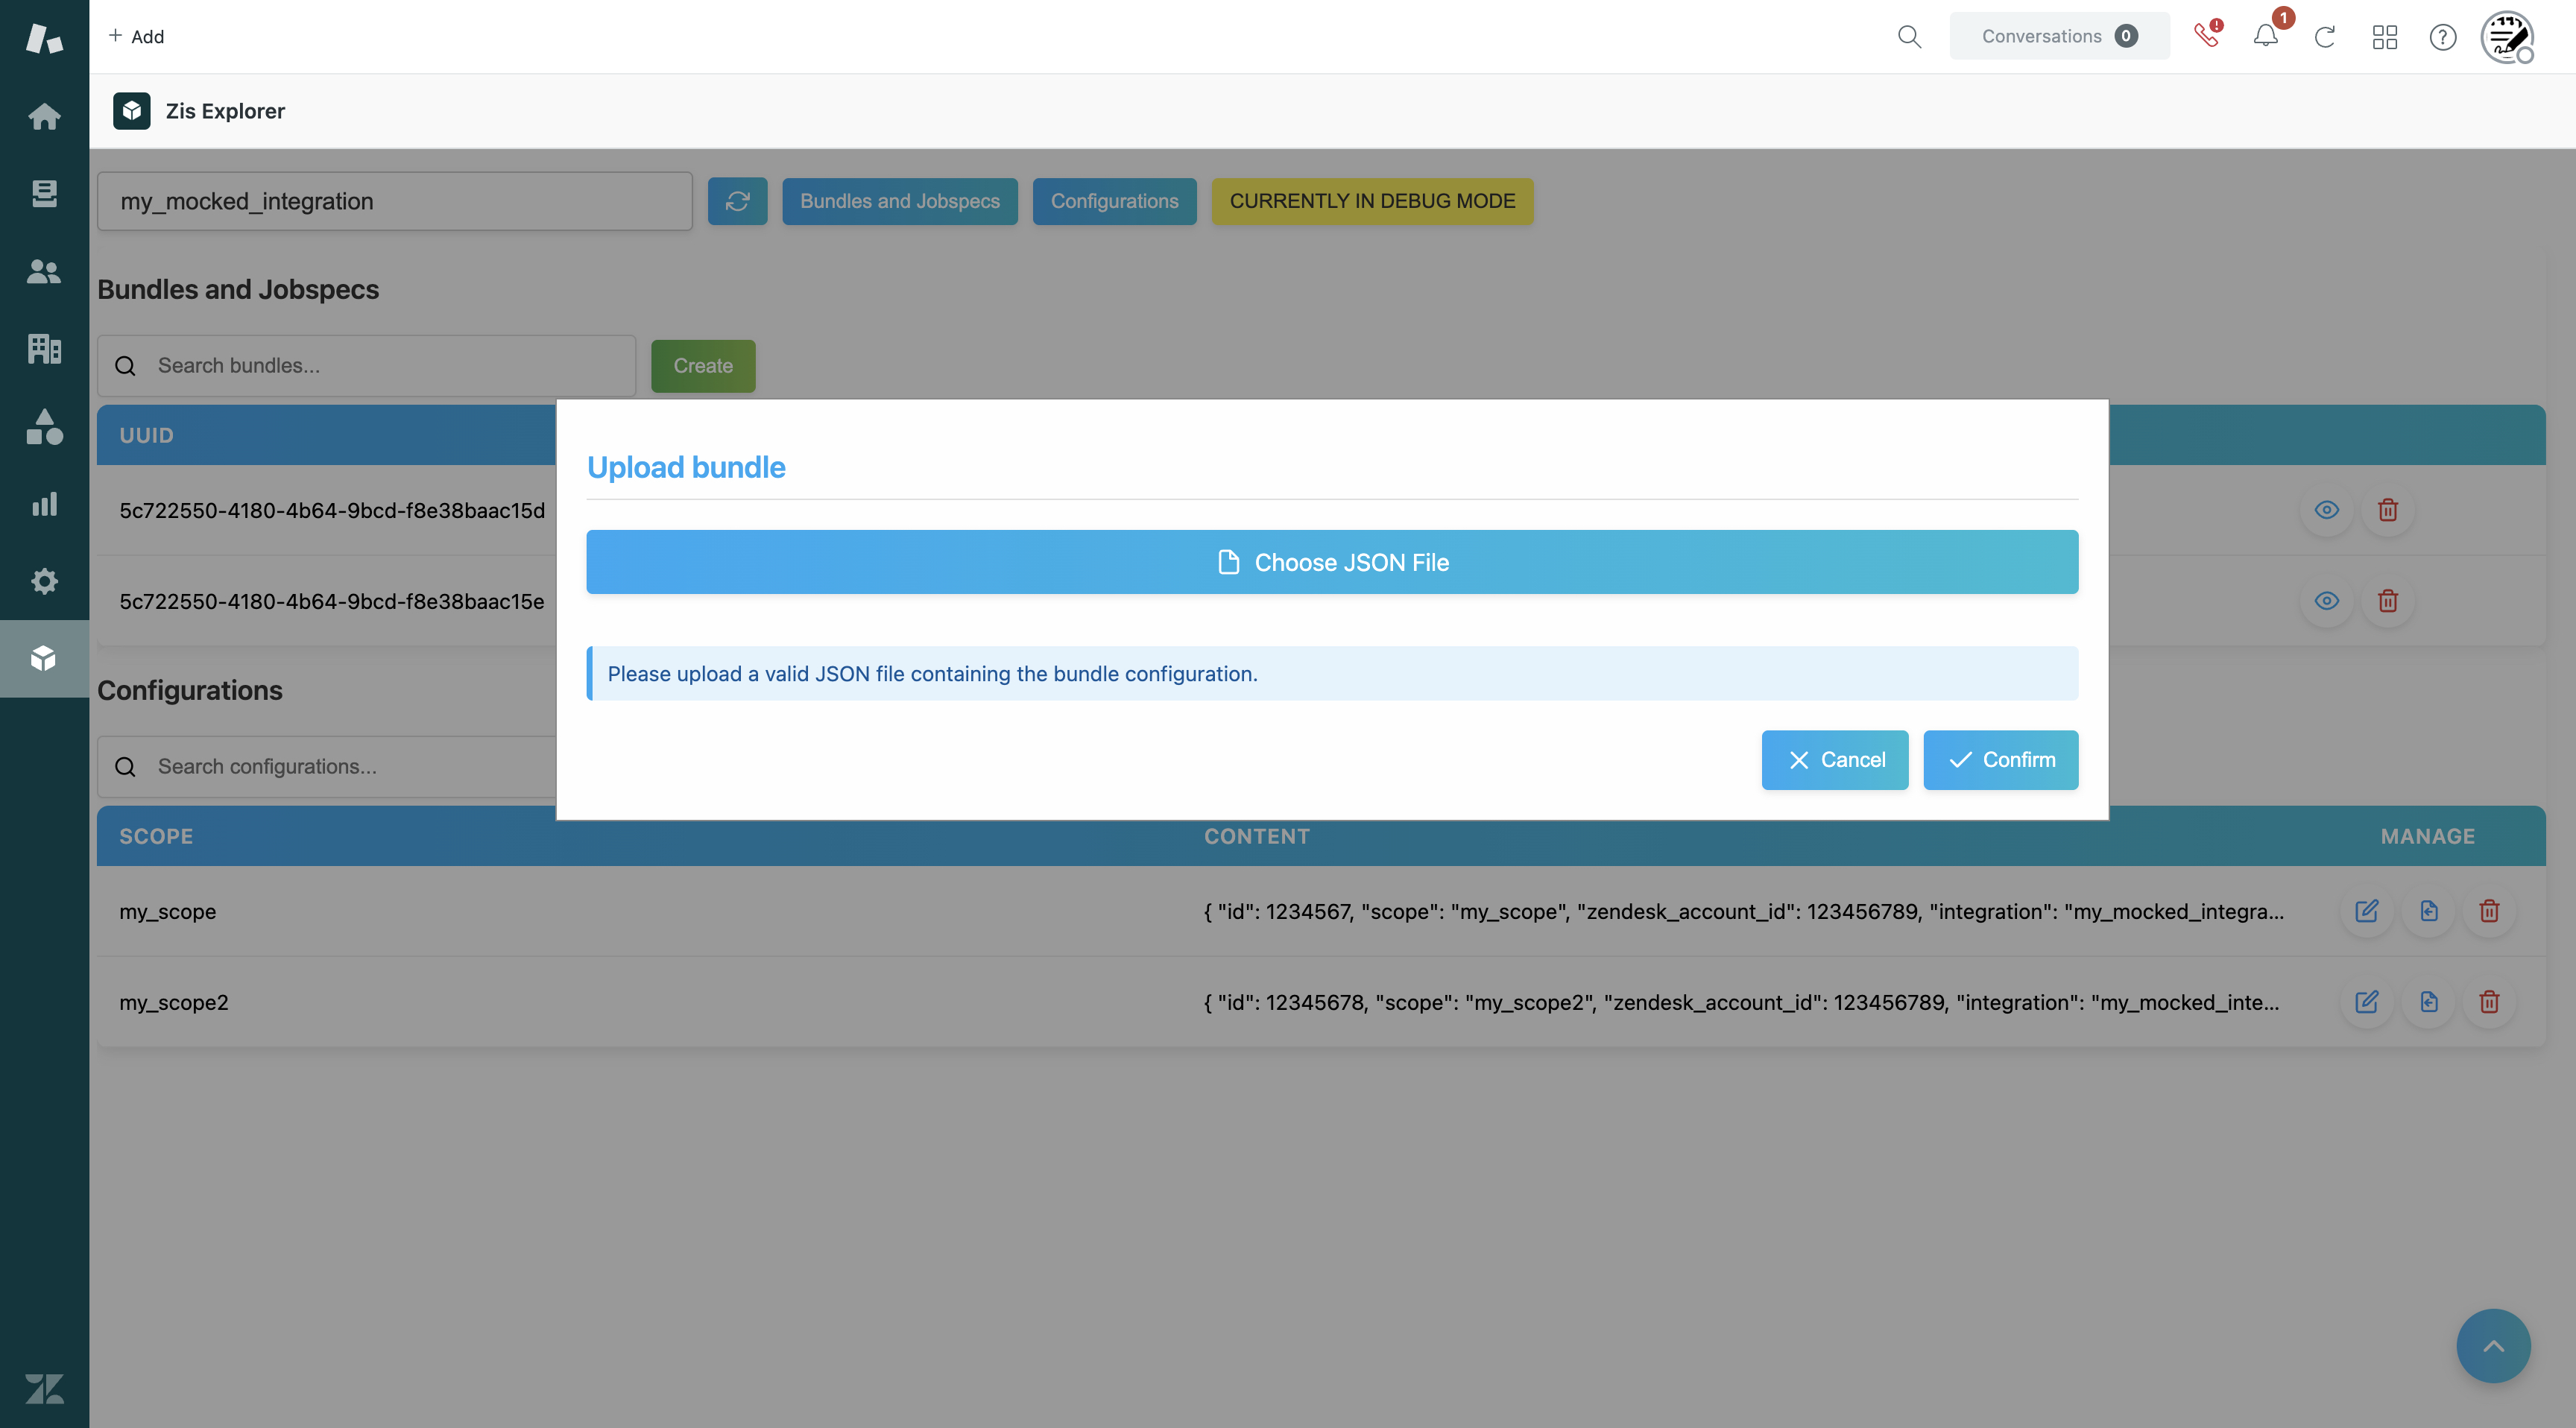 Add
Conversations 0
1
Zis Explorer
my_mocked_integration
Bundles and Jobspecs
Configurations
CURRENTLY IN DEBUG MODE
Bundles and Jobspecs
Search bundles...
Create
UUID
5c722550-4180-4b64-9bcd-f8e38baac15d
5c722550-4180-4b64-9bcd-f8e38baac15e
Upload bundle
Choose JSON File
Please upload a valid JSON file containing the bundle configuration.
Cancel
Confirm
Configurations
Search configurations...
SCOPE CONTENT MANAGE
my_scope { "id": 1234567, "scope": "my_scope", "zendesk_account_id": 123456789, "integration": "my_mocked_integra...
my_scope2 { "id": 12345678, "scope": "my_scope2", "zendesk_account_id": 123456789, "integration": "my_mocked_inte...